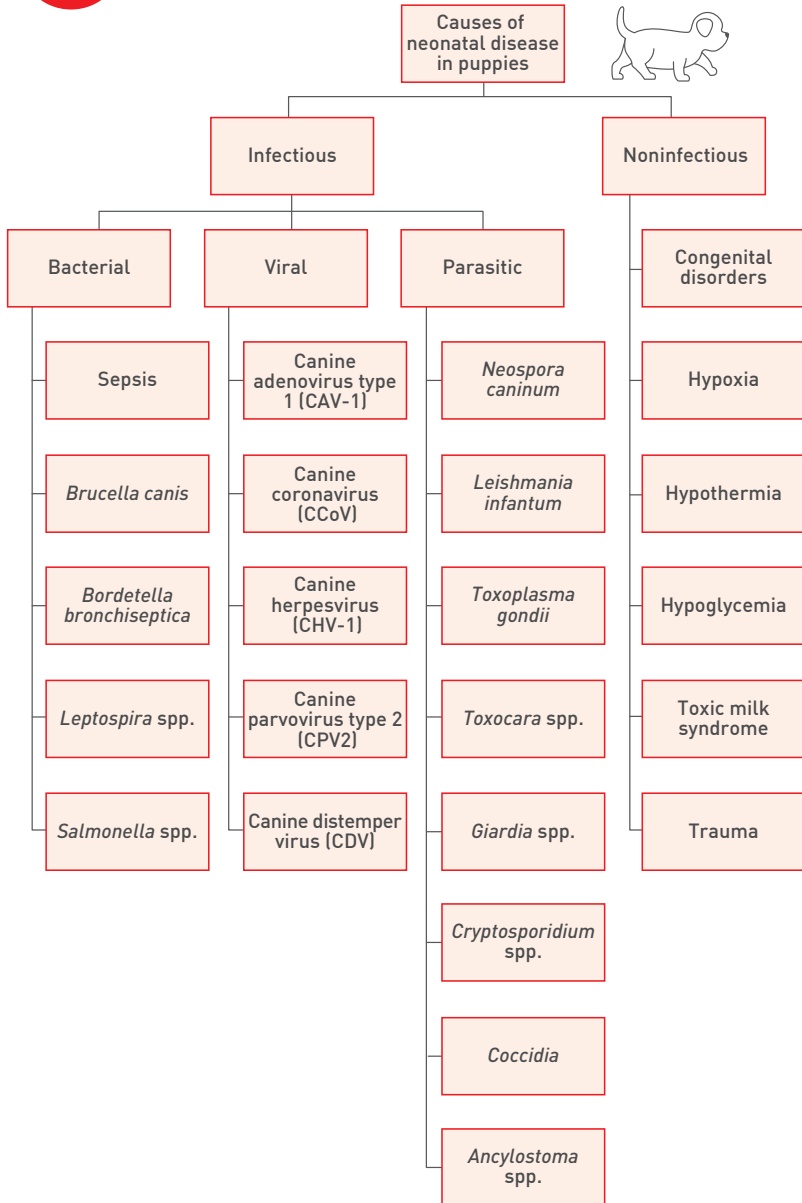 Causes of
neonatal disease
in puppies
Infectious
Noninfectious
Bacterial
Viral
Parasitic
Congenital
disorders
Sepsis
Canine
adenovirus type
1 (CAV-1)
Neospora
caninum
Hypoxia
Brucella canis
Canine
coronavirus
(CCoV)
Leishmania
infantum
Hypothermia
Bordetella
bronchiseptica
Canine
herpesvirus
(CHV-1)
Toxoplasma
gondii
Hypoglycemia
Leptospira spp.
Canine
parvovirus type 2
(CPV2)
Toxocara spp.
Toxic milk
syndrome
Salmonella spp.
Canine distemper
virus (CDV)
Giardia spp.
Trauma
Cryptosporidium
spp.
Coccidia
Ancylostoma
spp.